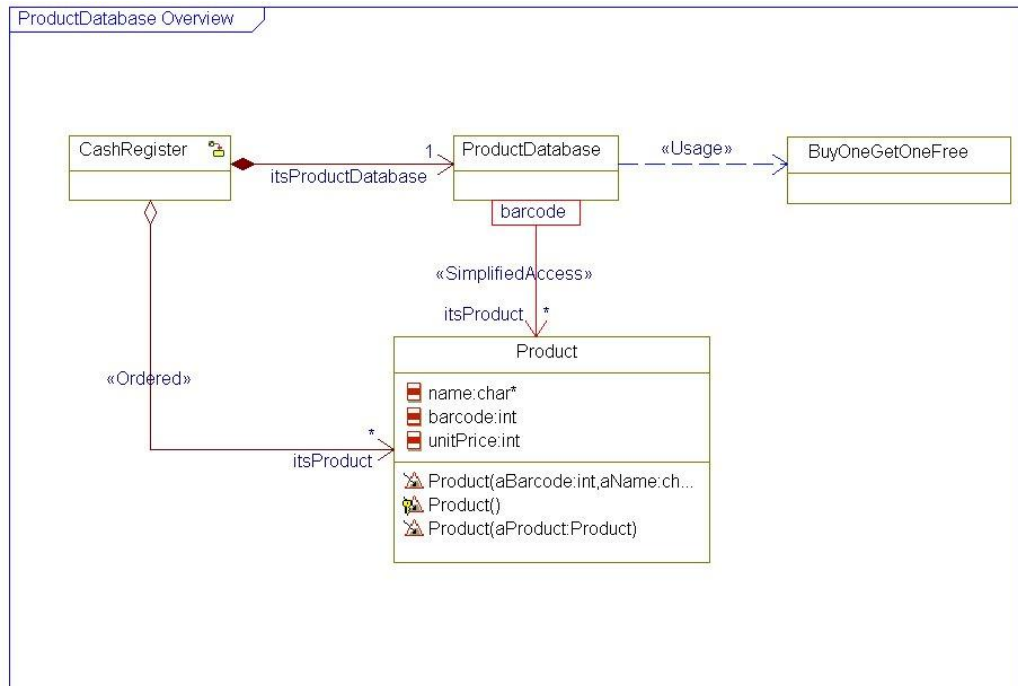 ProductDatabase Overview
CashRegister
1
itsProductDatabase
ProductDatabase
«Usage»
BuyOneGetOneFree
barcode
«SimplifiedAccess»
itsProduct *
Product
name:char*
barcode:int
unitPrice:int
Product(aBarcode:int,aName:ch...
Product()
Product(aProduct:Product)
«Ordered»
*
itsProduct